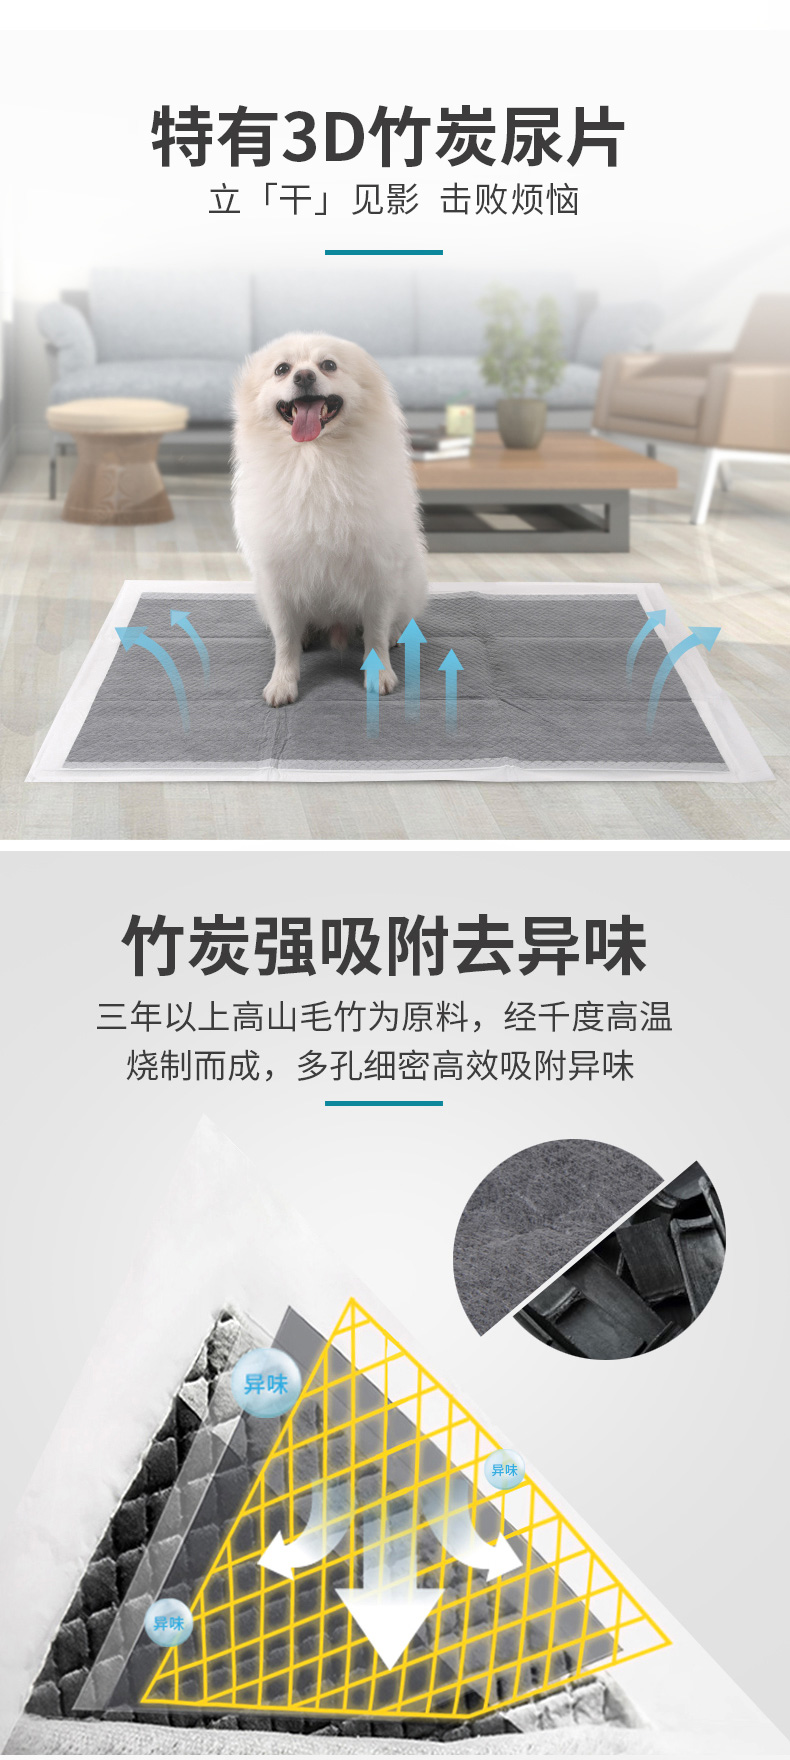 特有3D竹炭尿片
立「干」见影 击败烦恼
竹炭强吸附去异味
三年以上高山毛竹为原料，经千度高温
烧制而成，多孔细密高效吸附异味
异味
异味
异味